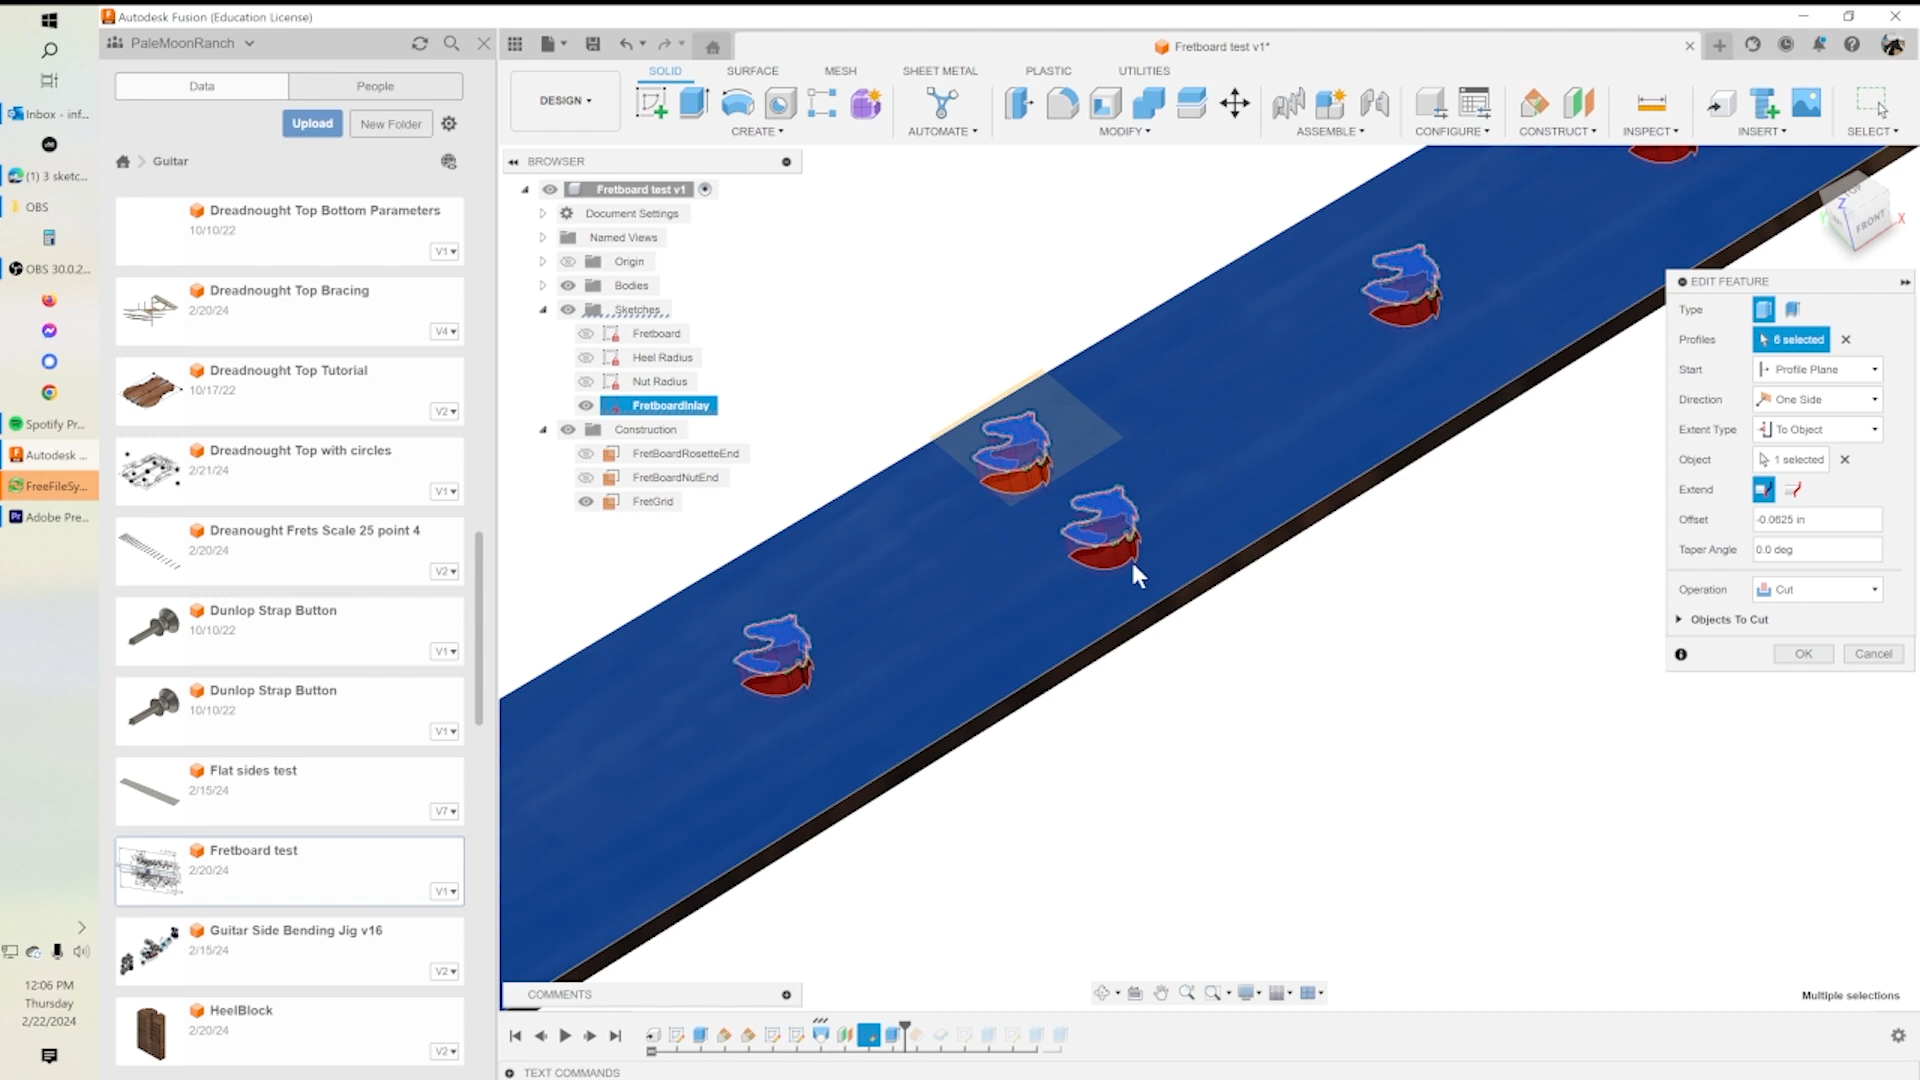 Autodesk Fusion (Education License)
PaleMoonRanch
Fretboard test v1*
Data
People
Upload
New Folder
Guitar
Dreadnought Top Bottom Parameters
10/10/22
V1
Dreadnought Top Bracing
2/20/24
V4
Dreadnought Top Tutorial
10/17/22
V2
Dreadnought Top with circles
2/21/24
V1
Dreanought Frets Scale 25 point 4
2/20/24
V2
Dunlop Strap Button
10/10/22
V1
Dunlop Strap Button
10/10/22
V1
Flat sides test
2/15/24
V7
Fretboard test
2/20/24
V1
Guitar Side Bending Jig v16
2/15/24
V2
HeelBlock
2/20/24
V2
Inbox - inf...
(1) 3 sketc...
OBS
OBS 30.0.2...
Spotify Pr...
Autodesk ...
FreeFileSy...
Adobe Pre...
12:06 PM
Thursday
2/22/2024
DESIGN
SOLID
SURFACE
MESH
SHEET METAL
PLASTIC
UTILITIES
CREATE
AUTOMATE
MODIFY
ASSEMBLE
CONFIGURE
CONSTRUCT
INSPECT
INSERT
SELECT
BROWSER
Fretboard test v1
Document Settings
Named Views
Origin
Bodies
Sketches
Fretboard
Heel Radius
Nut Radius
FretboardInlay
Construction
FretBoardRosetteEnd
FretBoardNutEnd
FretGrid
TOP
FRONT
Z
X
Y
EDIT FEATURE
Type
Profiles
6 selected
Start
Profile Plane
Direction
One Side
Extent Type
To Object
Object
1 selected
Extend
Offset
-0.0625 in
Taper Angle
0.0 deg
Operation
Cut
Objects To Cut
OK
Cancel
COMMENTS
Multiple selections
TEXT COMMANDS